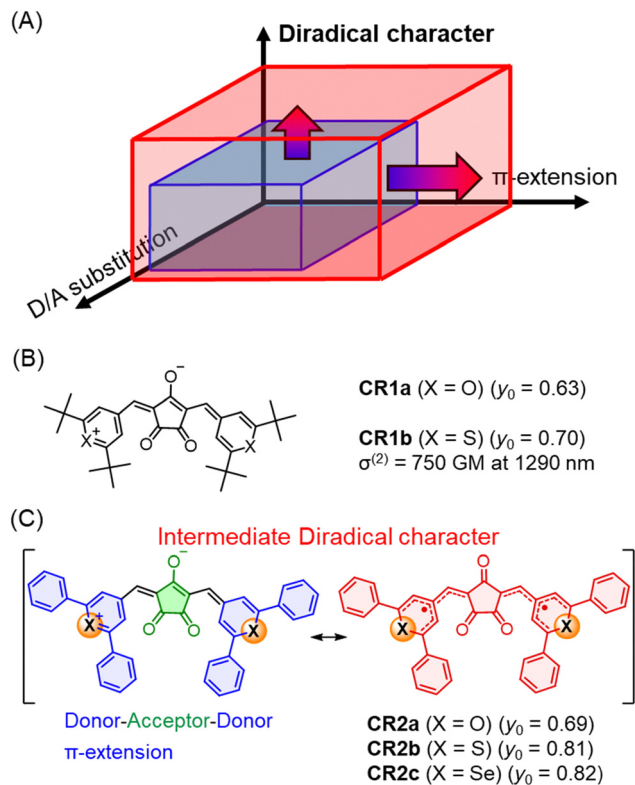 (A)
Diradical character
π-extension
D/A substitution
(B)
O⁻
X⁺
O
O
X
CR1a (X = O) (y₀ = 0.63)
CR1b (X = S) (y₀ = 0.70)
σ⁽²⁾ = 750 GM at 1290 nm
(C)
Intermediate Diradical character
O⁻
X⁺
O
O
X
O
X
O
O
X
Donor-Acceptor-Donor
π-extension
CR2a (X = O) (y₀ = 0.69)
CR2b (X = S) (y₀ = 0.81)
CR2c (X = Se) (y₀ = 0.82)